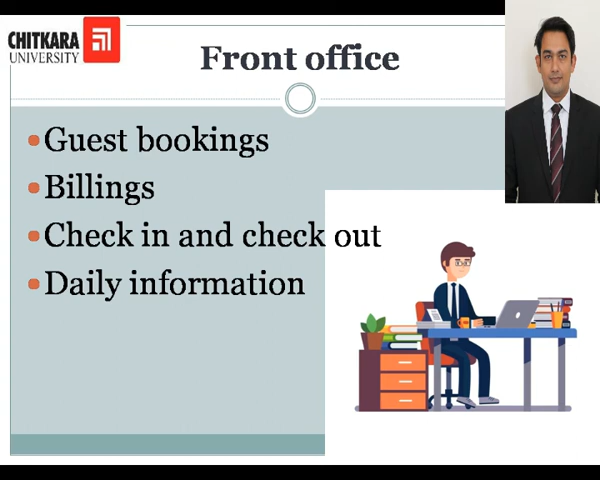 CHITKARA
UNIVERSITY
Front office
Guest bookings
Billings
Check in and check out
Daily information